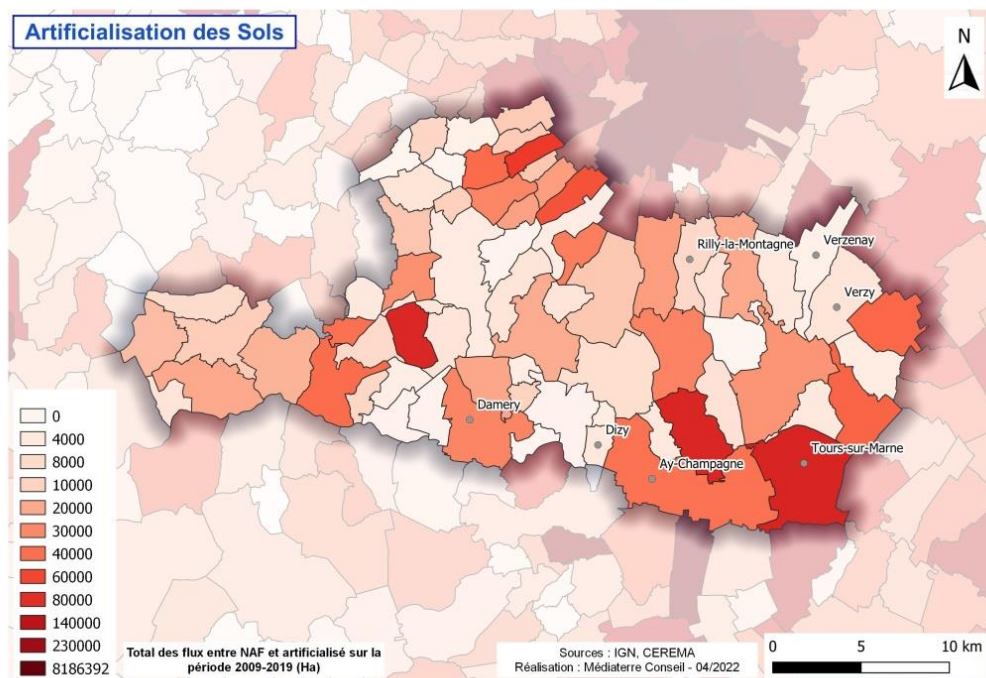 Artificialisation des Sols
N
Rilly-la-Montagne
Verzenay
Verzy
Damery
Dizy
Ay-Champagne
Tours-sur-Marne
0
4000
8000
10000
20000
30000
40000
60000
80000
140000
230000
8186392
Total des flux entre NAF et artificialisé sur la
période 2009-2019 (Ha)
Sources : IGN, CEREMA
Réalisation : Médiaterre Conseil - 04/2022
0 5 10 km